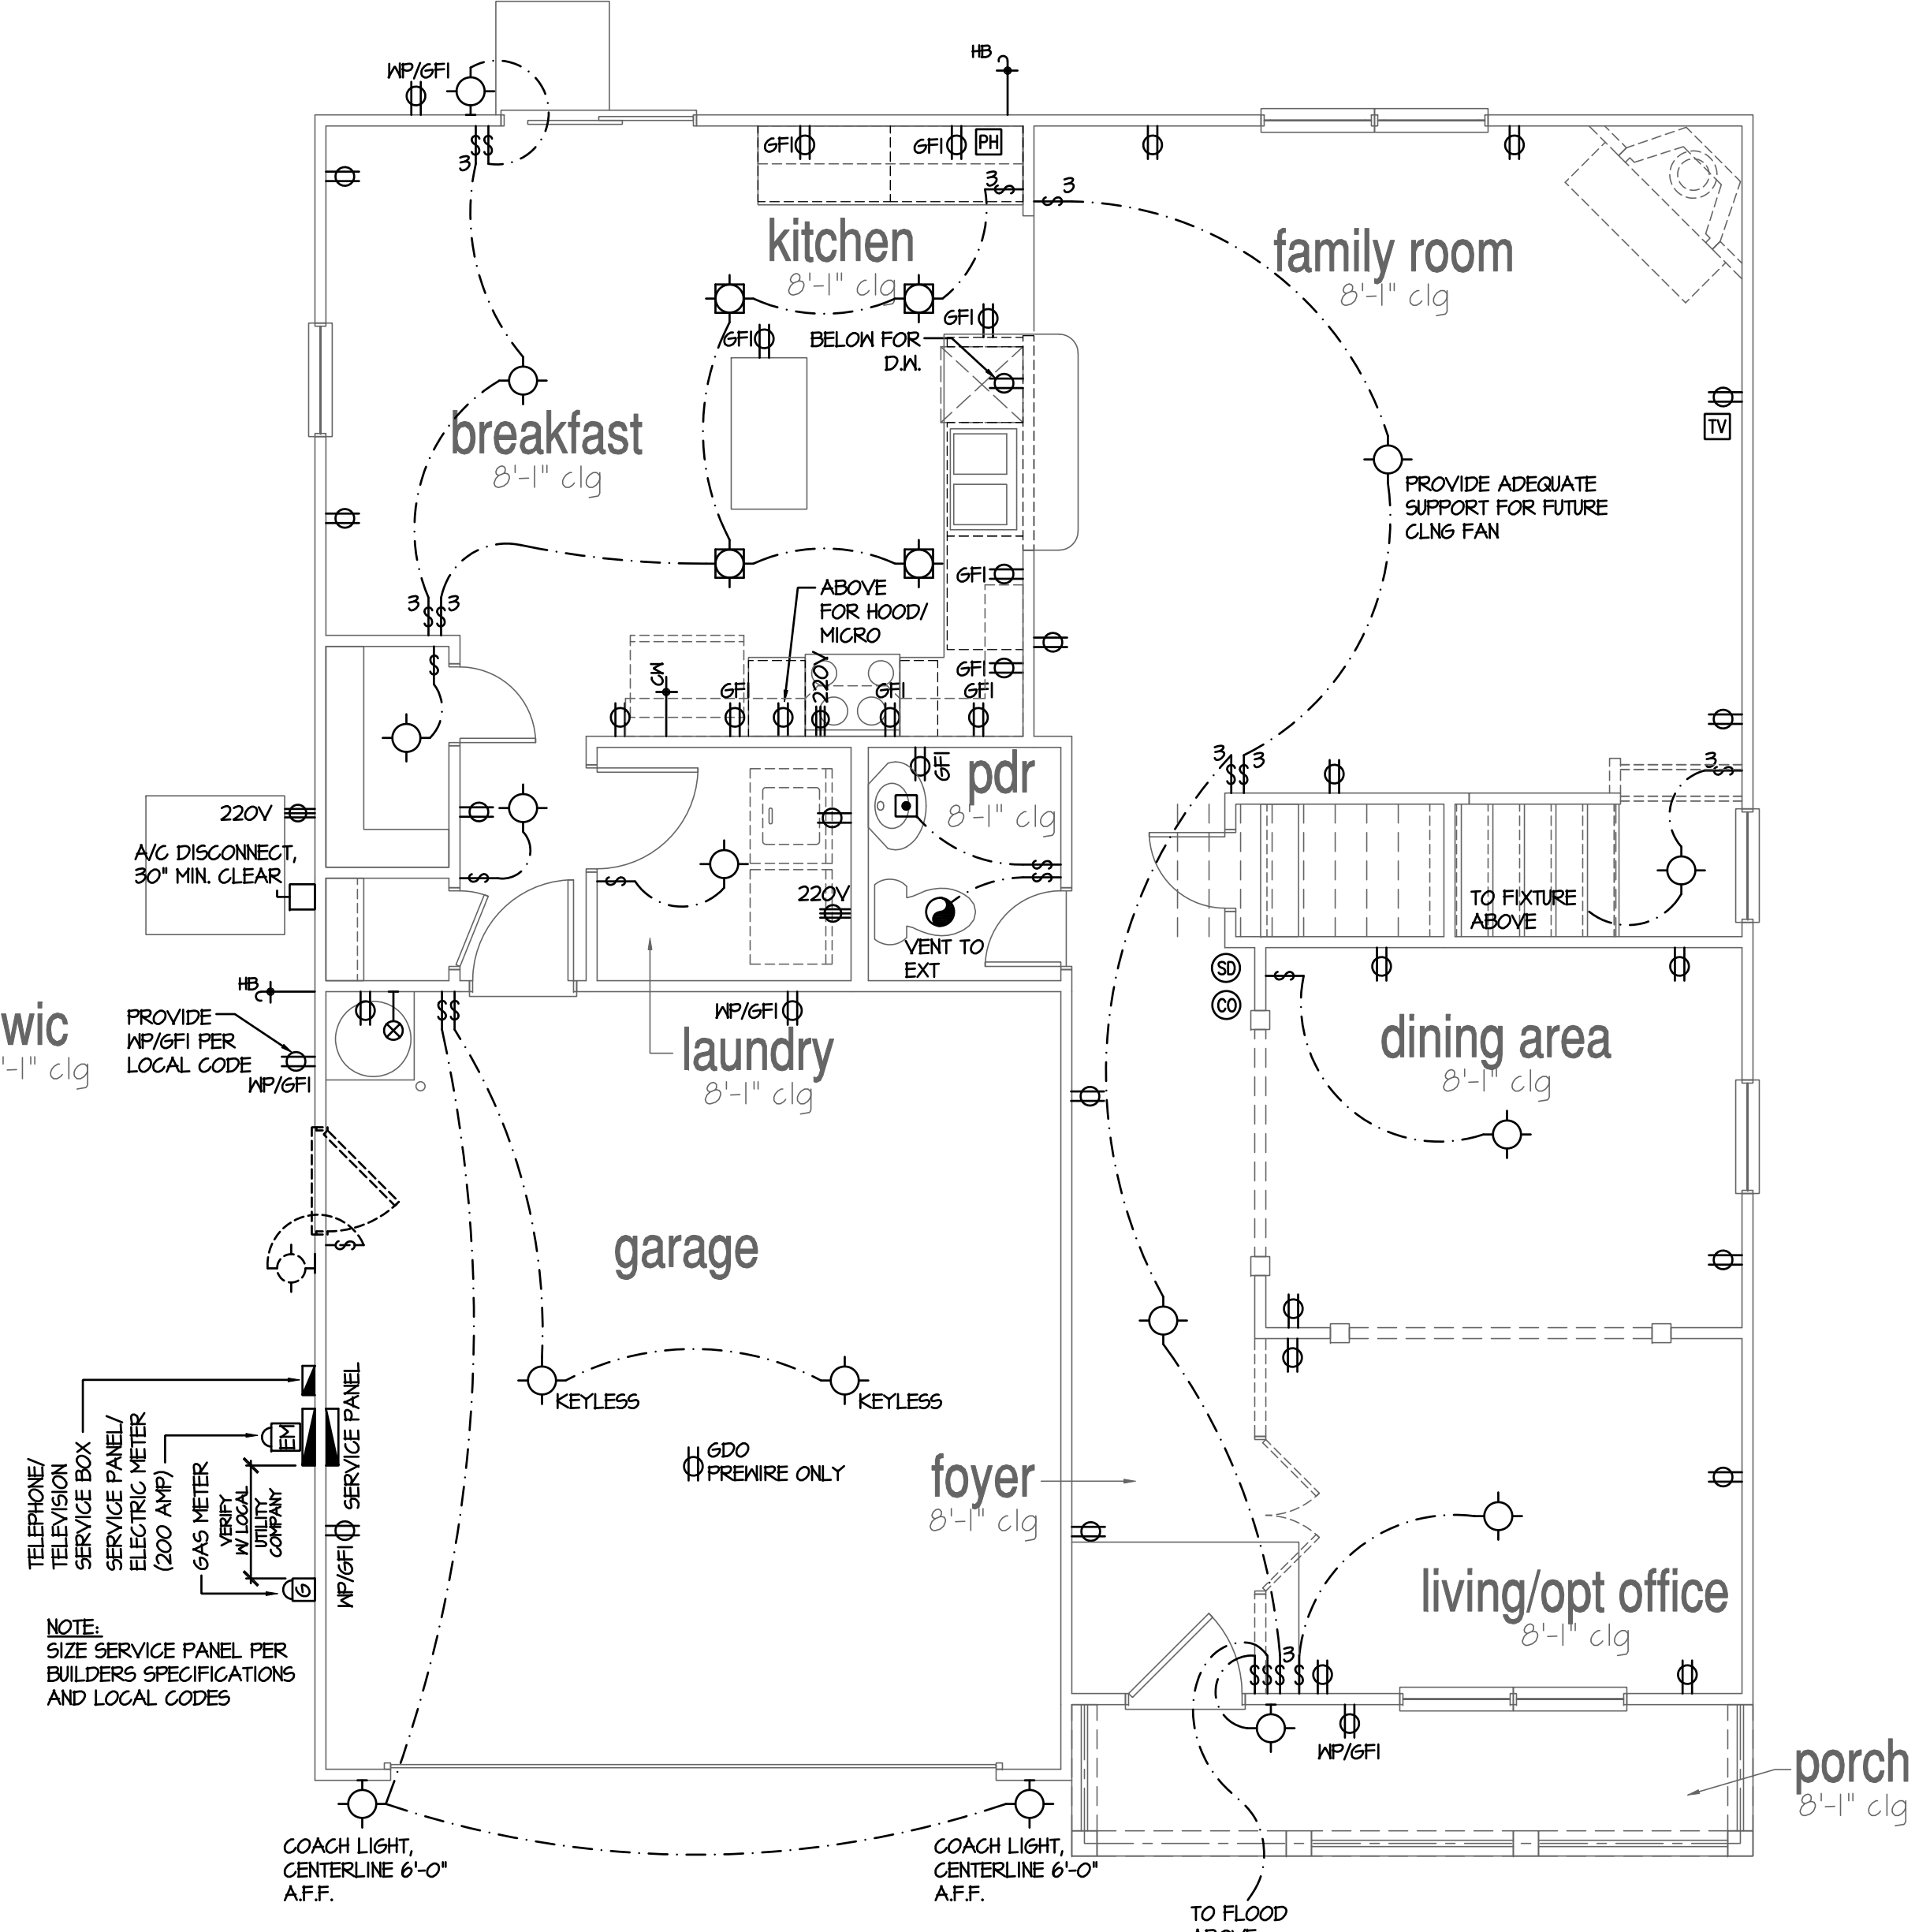 HB
WP/GFI
$$
3
GFI
GFI
PH
3
$
3
$
kitchen
8'-1" clg
family room
8'-1" clg
GFI
GFI
BELOW FOR
D.W.
TV
breakfast
8'-1" clg
PROVIDE ADEQUATE
SUPPORT FOR FUTURE
CLNG FAN
GFI
ABOVE
FOR HOOD/
MICRO
3
3
$$
$
CM
220V
GFI
GFI
GFI
GFI
GFI
pdr
8'-1" clg
3
3
$$
3
$
220V
A/C DISCONNECT,
30" MIN. CLEAR
$
$
220V
$
$
VENT TO
EXT
TO FIXTURE
ABOVE
SD
CO
$
HB
wic
'-1" clg
PROVIDE
WP/GFI PER
LOCAL CODE
WP/GFI
$$
WP/GFI
laundry
8'-1" clg
dining area
8'-1" clg
$
garage
KEYLESS
KEYLESS
GDO
PREWIRE ONLY
foyer
8'-1" clg
TELEPHONE/
TELEVISION
SERVICE BOX
SERVICE PANEL/
ELECTRIC METER
(200 AMP)
GAS METER
VERIFY
W/LOCAL
UTILITY
COMPANY
EM
G
SERVICE PANEL
WP/GFI
NOTE:
SIZE SERVICE PANEL PER
BUILDERS SPECIFICATIONS
AND LOCAL CODES
living/opt office
8'-1" clg
3
$$$ $
WP/GFI
porch
8'-1" clg
COACH LIGHT,
CENTERLINE 6'-0"
A.F.F.
COACH LIGHT,
CENTERLINE 6'-0"
A.F.F.
TO FLOOD